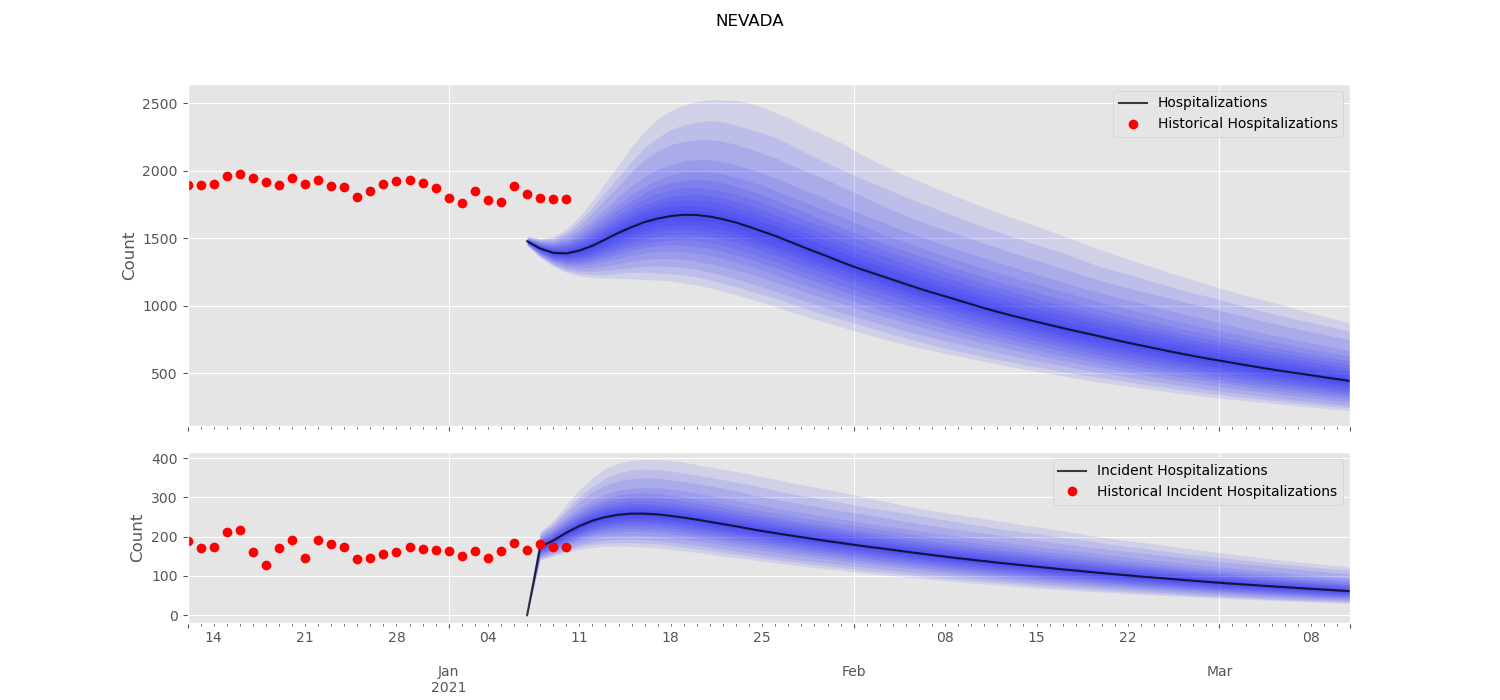 NEVADA
Hospitalizations
Historical Hospitalizations
2500
2000
1500
1000
500
Count
Incident Hospitalizations
Historical Incident Hospitalizations
400
300
200
100
0
Count
14 21 28 04 11 18 25 08 15 22 08
Jan Feb Mar
2021